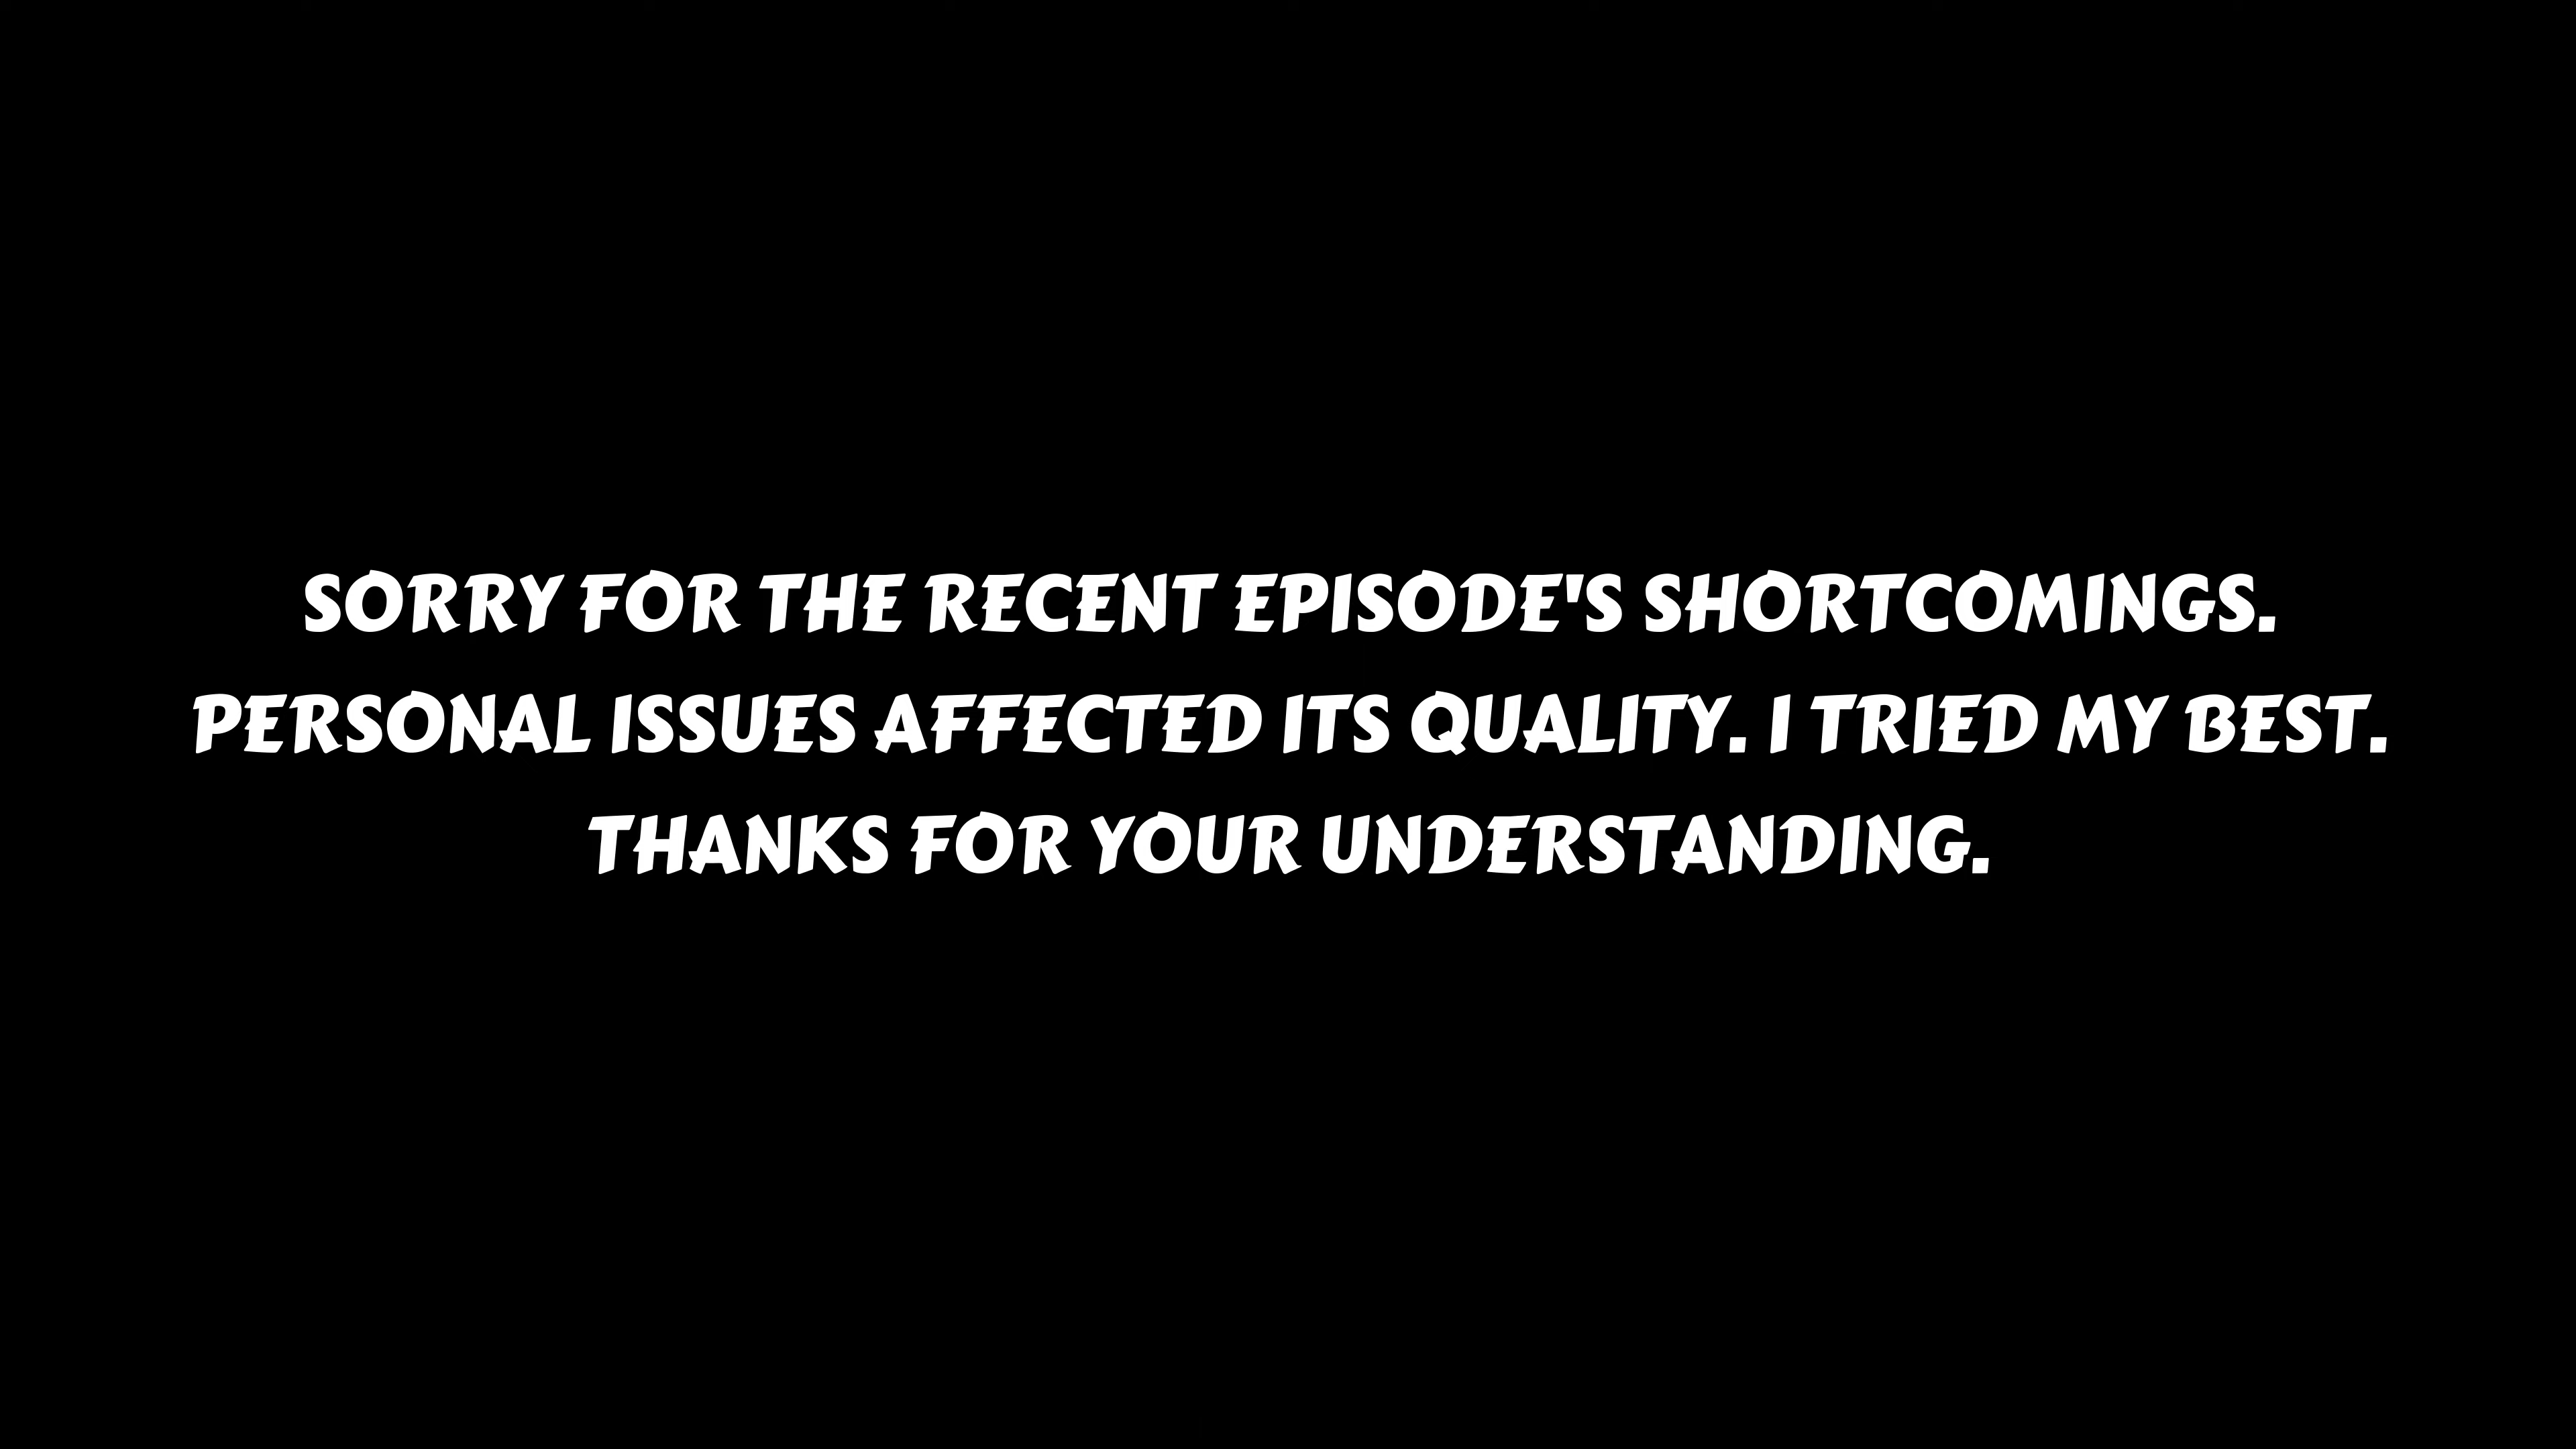 SORRY FOR THE RECENT EPISODE'S SHORTCOMINGS.
PERSONAL ISSUES AFFECTED ITS QUALITY. I TRIED MY BEST.
THANKS FOR YOUR UNDERSTANDING.